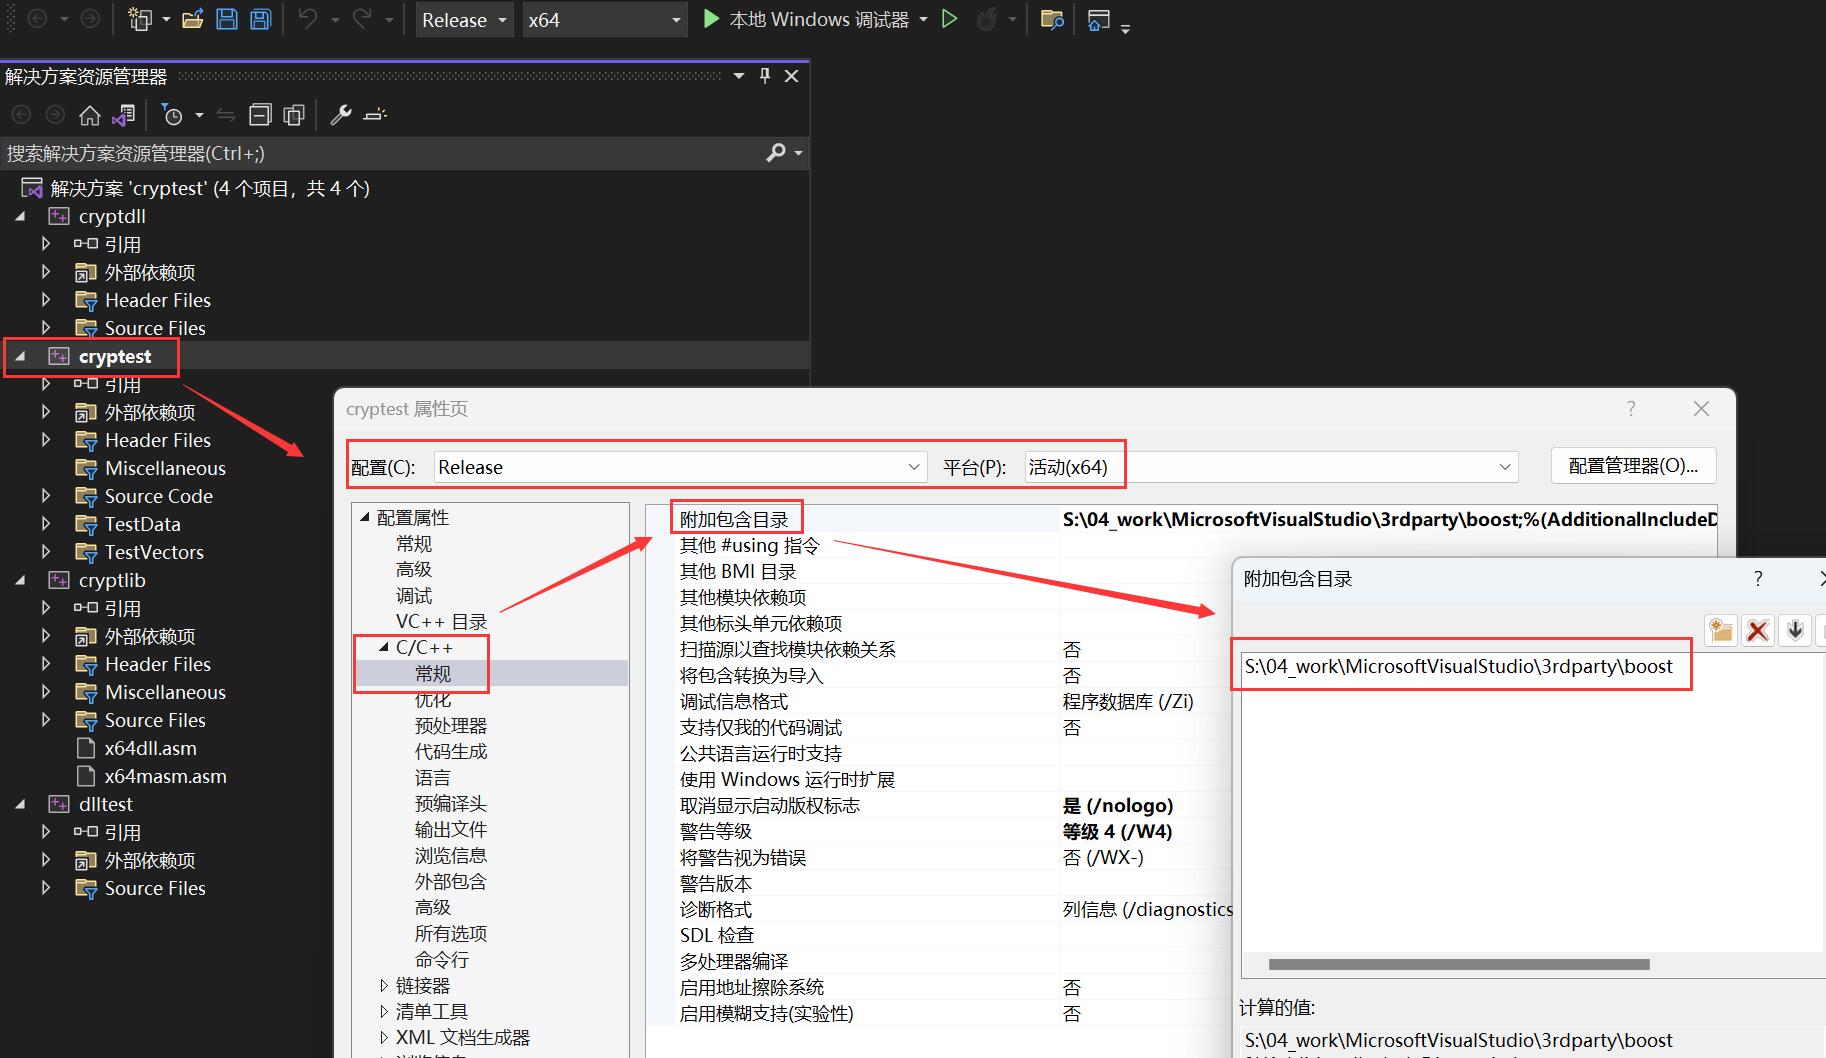 Release
x64
本地 Windows 调试器
解决方案资源管理器
搜索解决方案资源管理器(Ctrl+;)
解决方案 'cryptest' (4 个项目，共 4 个)
cryptdll
引用
外部依赖项
Header Files
Source Files
cryptest
引用
外部依赖项
Header Files
Miscellaneous
Source Code
TestData
TestVectors
cryptlib
引用
外部依赖项
Header Files
Miscellaneous
Source Files
x64dll.asm
x64masm.asm
dlltest
引用
外部依赖项
Source Files
cryptest 属性页
?
配置(C):
Release
平台(P):
活动(x64)
配置管理器(O)...
配置属性
常规
高级
调试
VC++ 目录
C/C++
常规
优化
预处理器
代码生成
语言
预编译头
输出文件
浏览信息
外部包含
高级
所有选项
命令行
链接器
清单工具
XML 文档生成器
浏览信息
附加包含目录 S:\04_work\MicrosoftVisualStudio\3rdparty\boost;%(AdditionalIncludeD
其他 #using 指令
其他 BMI 目录
其他模块依赖项
其他标头单元依赖项
扫描源以查找模块依赖关系 否
将包含转换为导入 否
调试信息格式 程序数据库 (/Zi)
支持仅我的代码调试 否
公共语言运行时支持
使用 Windows 运行时扩展
取消显示启动版权标志 是 (/nologo)
警告等级 等级 4 (/W4)
将警告视为错误 否 (/WX-)
警告版本
诊断格式 列信息 (/diagnostics
SDL 检查
多处理器编译
启用地址擦除系统 否
启用模糊支持(实验性) 否
附加包含目录
?
S:\04_work\MicrosoftVisualStudio\3rdparty\boost
计算的值:
S:\04_work\MicrosoftVisualStudio\3rdparty\boost